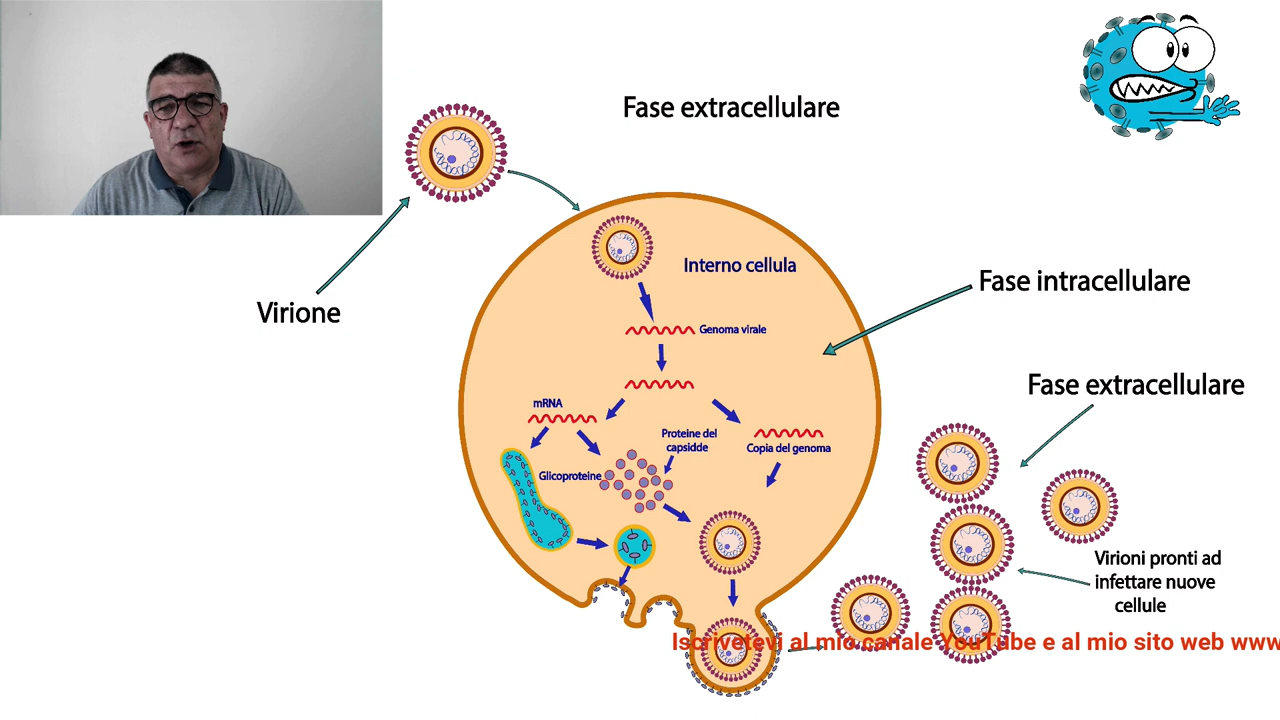 Fase extracellulare
Virione
Interno cellula
Fase intracellulare
Genoma virale
mRNA
Proteine del
capsidde
Copia del genoma
Glicoproteine
Fase extracellulare
Virioni pronti ad
infettare nuove
cellule
Iscrivetevi al mio canale YouTube e al mio sito web www